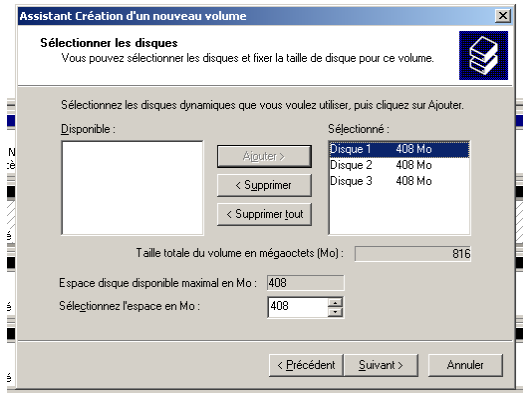 Assistant Création d'un nouveau volume
Sélectionner les disques
Vous pouvez sélectionner les disques et fixer la taille de disque pour ce volume.
Sélectionnez les disques dynamiques que vous voulez utiliser, puis cliquez sur Ajouter.
Disponible :
Sélectionné :
Ajouter >
< Supprimer
< Supprimer tout
Disque 1 408 Mo
Disque 2 408 Mo
Disque 3 408 Mo
Taille totale du volume en mégaoctets (Mo) : 816
Espace disque disponible maximal en Mo : 408
Sélectionnez l'espace en Mo : 408
< Précédent Suivant > Annuler